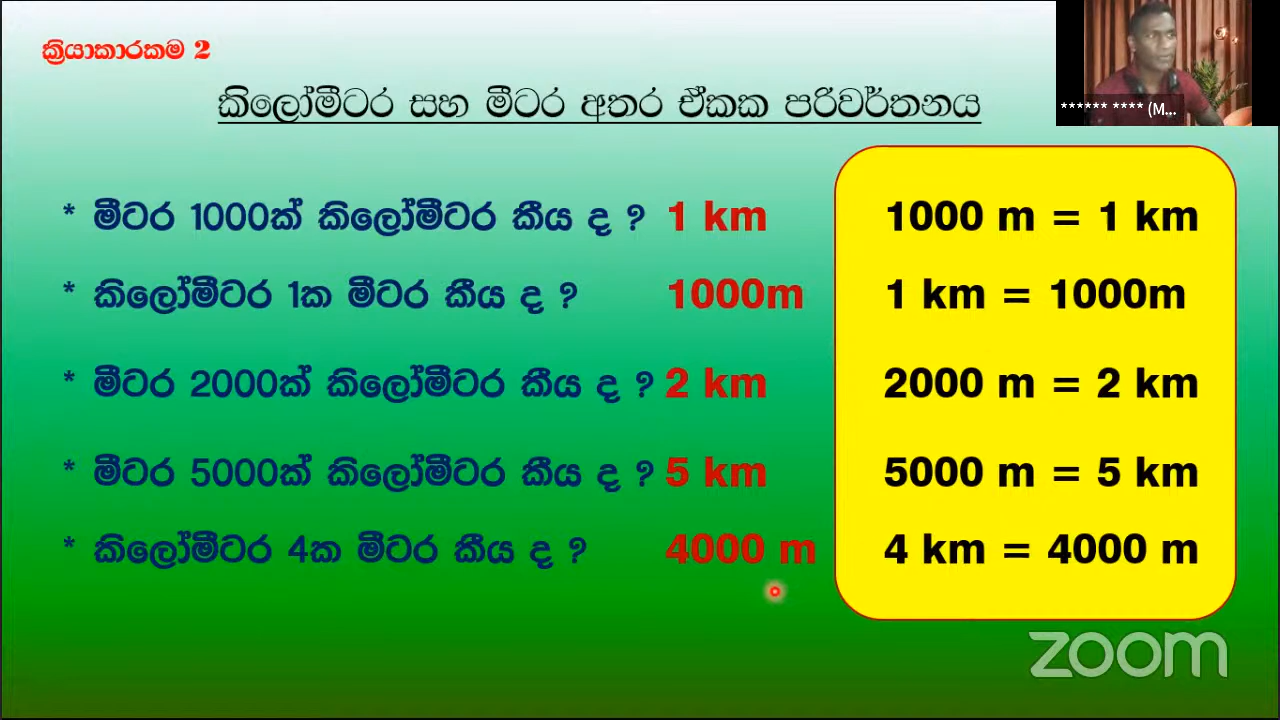 ක්‍රියාකාරකම 2
****** **** (M...
කිලෝමීටර සහ මීටර අතර ඒකක පරිවර්තනය
* මීටර 1000ක් කිලෝමීටර කීය ද ? 1 km 1000 m = 1 km
* කිලෝමීටර 1ක මීටර කීය ද ? 1000m 1 km = 1000m
* මීටර 2000ක් කිලෝමීටර කීය ද ? 2 km 2000 m = 2 km
* මීටර 5000ක් කිලෝමීටර කීය ද ? 5 km 5000 m = 5 km
* කිලෝමීටර 4ක මීටර කීය ද ? 4000 m 4 km = 4000 m
zoom